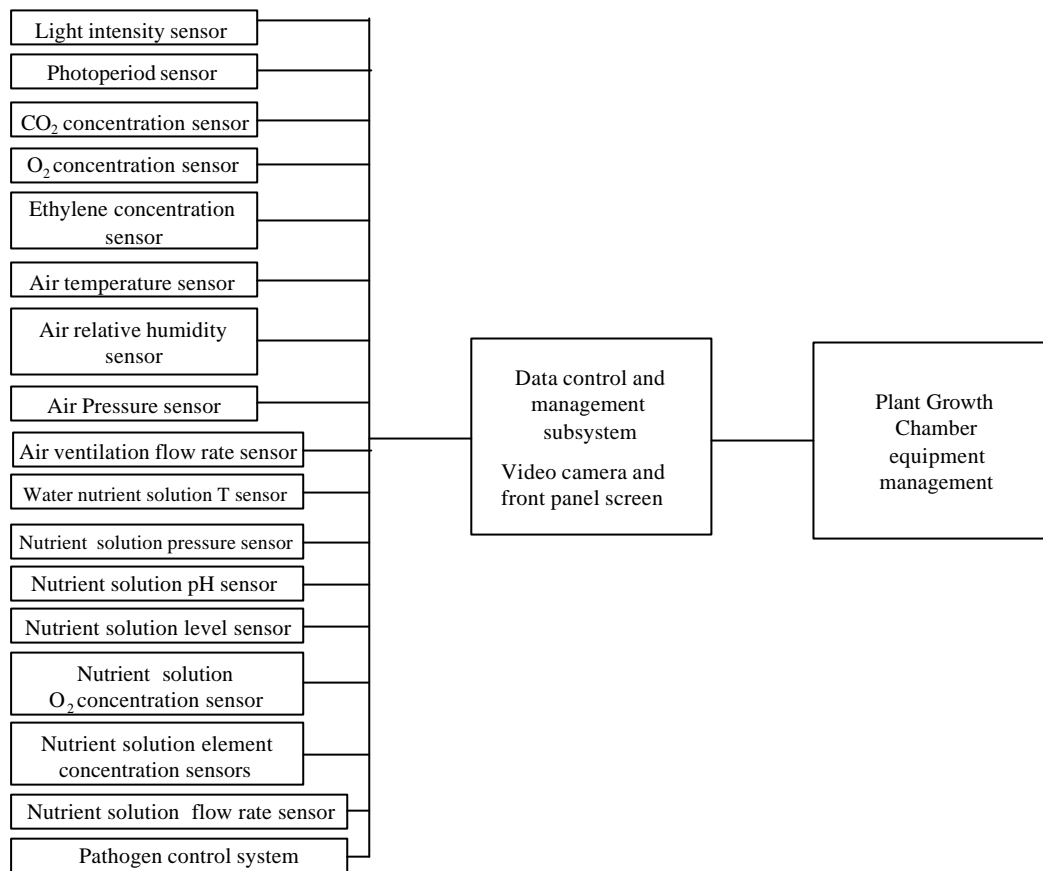 Light intensity sensor
Photoperiod sensor
CO₂ concentration sensor
O₂ concentration sensor
Ethylene concentration
sensor
Air temperature sensor
Air relative humidity
sensor
Air Pressure sensor
Air ventilation flow rate sensor
Water nutrient solution T sensor
Nutrient solution pressure sensor
Nutrient solution pH sensor
Nutrient solution level sensor
Nutrient solution
O₂ concentration sensor
Nutrient solution element
concentration sensors
Nutrient solution flow rate sensor
Pathogen control system
Data control and
management
subsystem
Video camera and
front panel screen
Plant Growth
Chamber
equipment
management